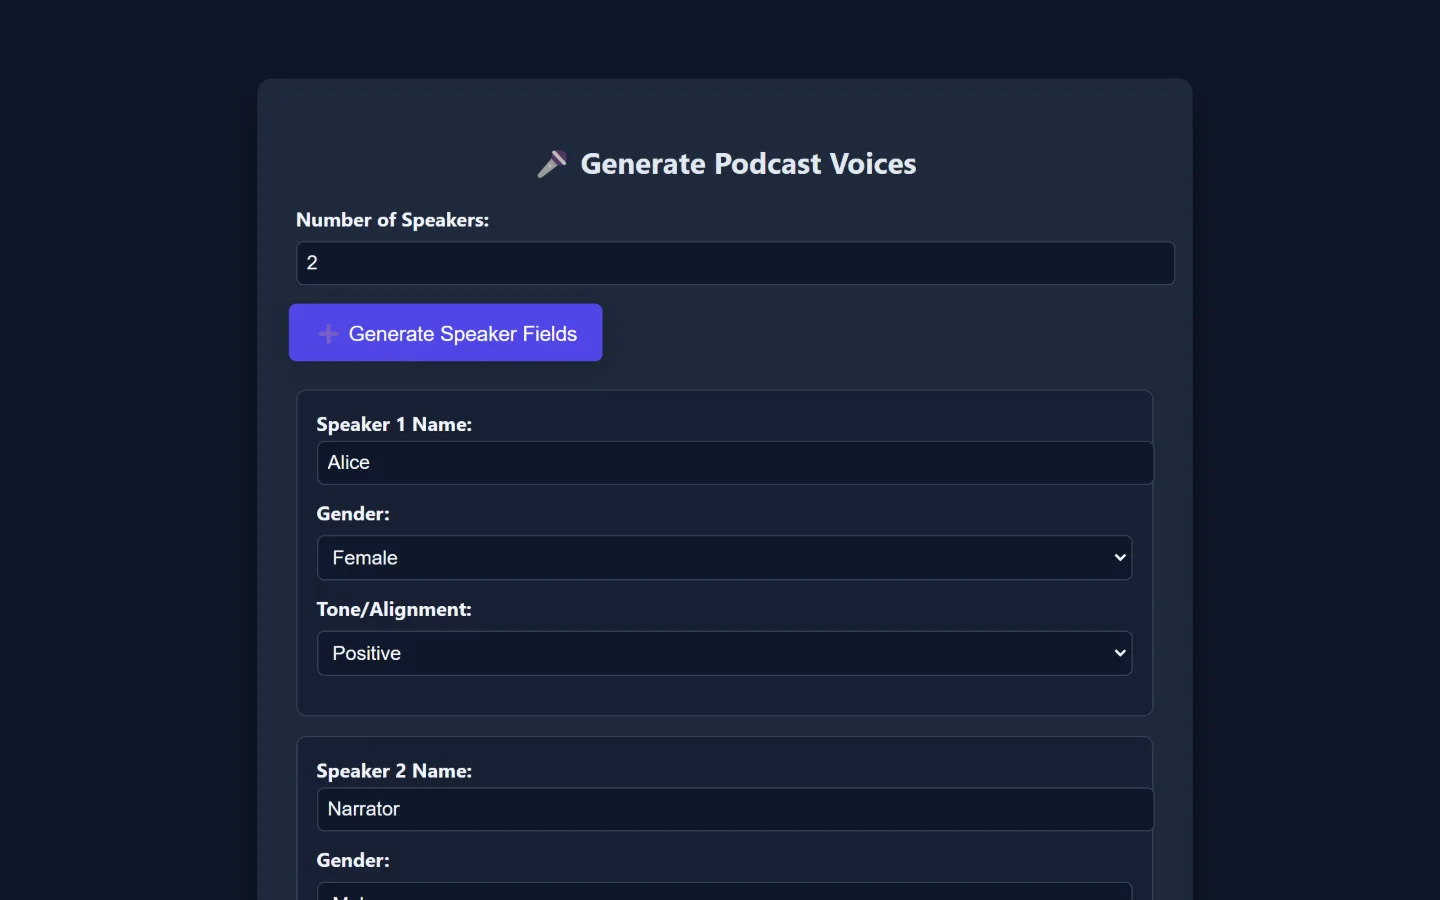 Generate Podcast Voices
Number of Speakers:
2
Generate Speaker Fields
Speaker 1 Name:
Alice
Gender:
Female
Tone/Alignment:
Positive
Speaker 2 Name:
Narrator
Gender: